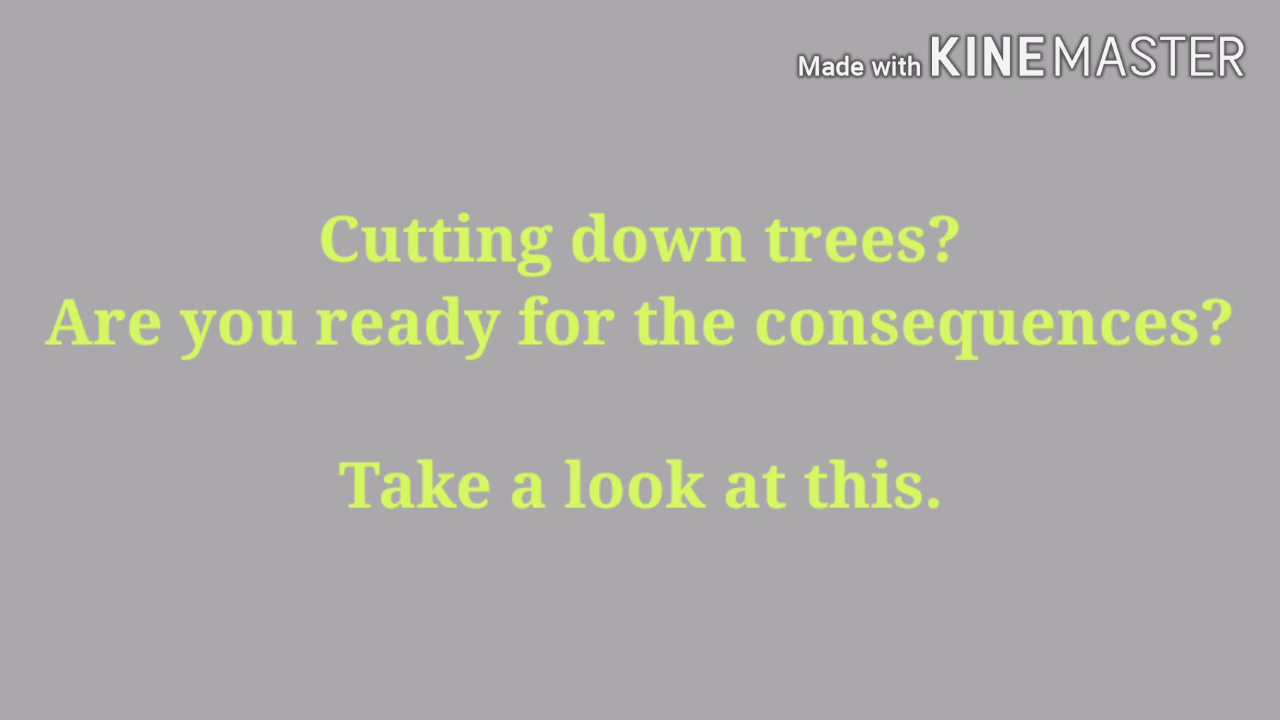 Made with KINEMASTER
Cutting down trees?
Are you ready for the consequences?
Take a look at this.